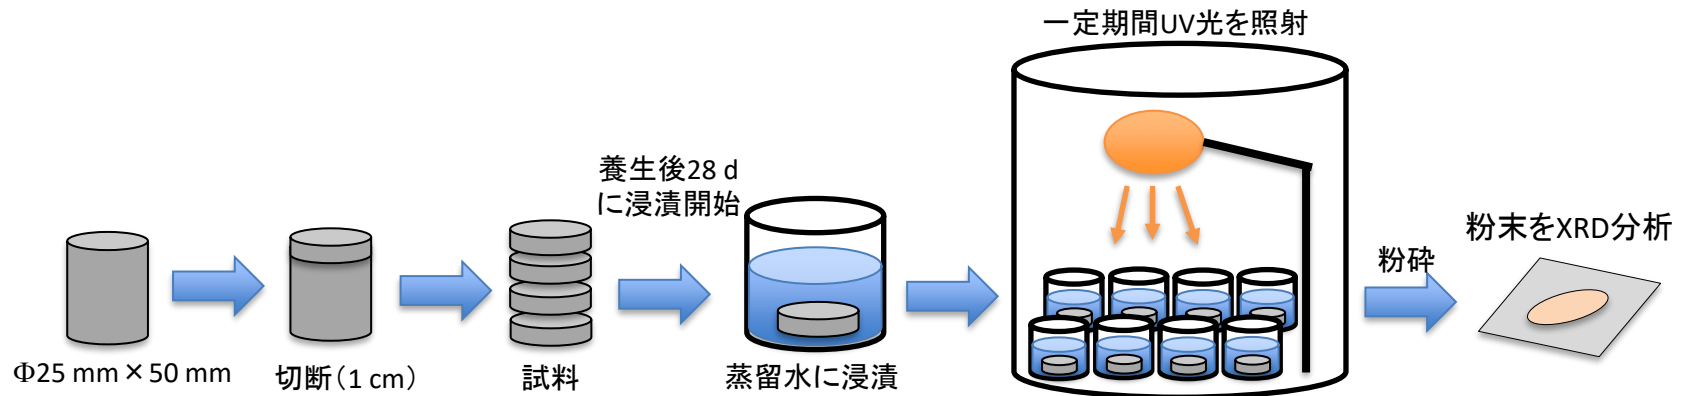 一定期間UV光を照射
養生後28 d
に浸漬開始
粉末をXRD分析
粉砕
Φ25 mm×50 mm
切断(1 cm)
試料
蒸留水に浸漬